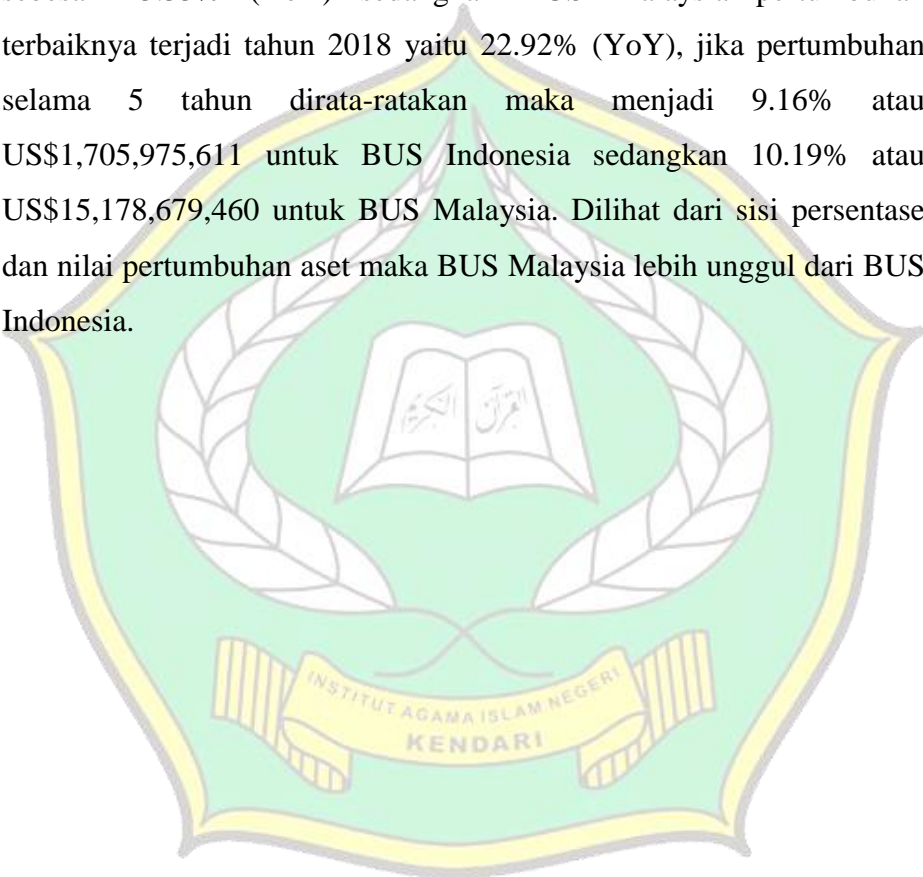 terbaiknya terjadi tahun 2018 yaitu 22.92% (YoY), jika pertumbuhan
selama 5 tahun dirata-ratakan maka menjadi 9.16% atau
US$1,705,975,611 untuk BUS Indonesia sedangkan 10.19% atau
US$15,178,679,460 untuk BUS Malaysia. Dilihat dari sisi persentase
dan nilai pertumbuhan aset maka BUS Malaysia lebih unggul dari BUS
Indonesia.
القرآن
الكريم
INSTITUT AGAMA ISLAM NEGERI
KENDARI